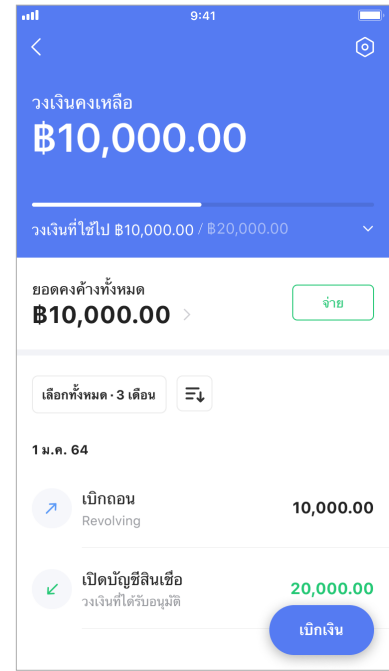 9:41
วงเงินคงเหลือ
฿10,000.00
วงเงินที่ใช้ไป ฿10,000.00 / ฿20,000.00
ยอดคงค้างทั้งหมด
฿10,000.00
จ่าย
เลือกทั้งหมด · 3 เดือน
1 ม.ค. 64
เบิกถอน
10,000.00
Revolving
เปิดบัญชีสินเชื่อ
20,000.00
วงเงินที่ได้รับอนุมัติ
เบิกเงิน